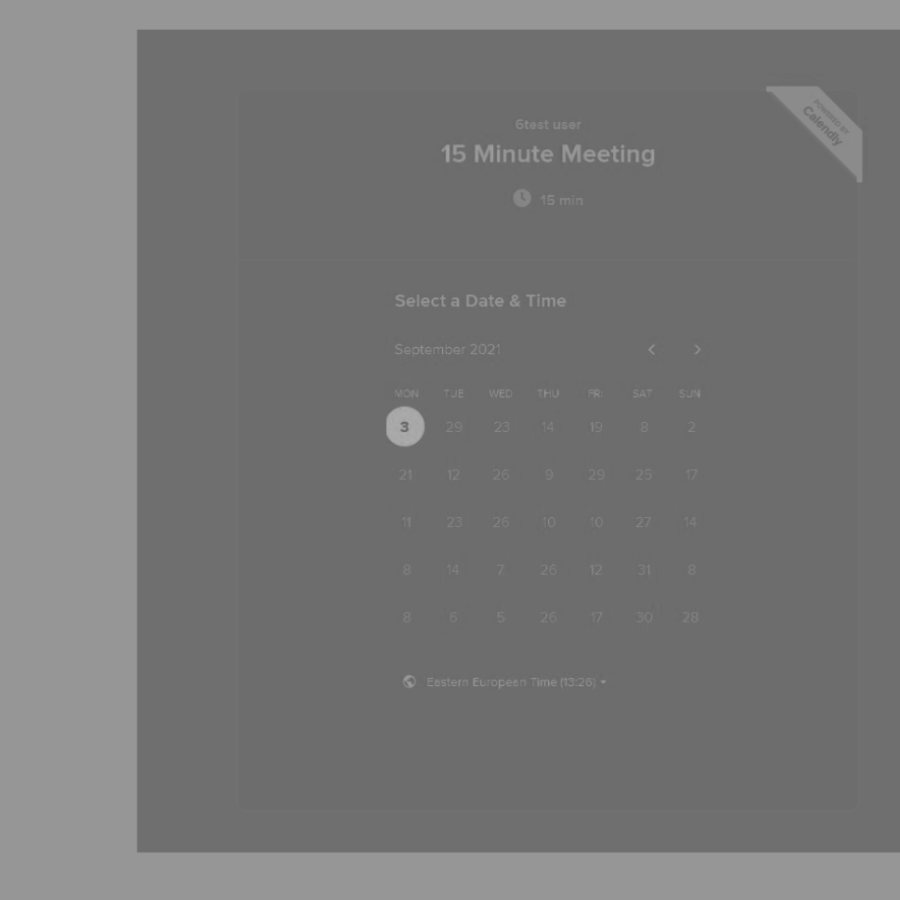 6test user
15 Minute Meeting
15 min
POWERED BY
Calendly
Select a Date & Time
September 2021
MON TUE WED THU FRI SAT SUN
3 29 23 14 19 8 2
21 12 26 9 29 25 17
11 23 26 10 10 27 14
8 14 7 26 12 31 8
8 6 5 26 17 30 28
Eastern European Time (13:26)